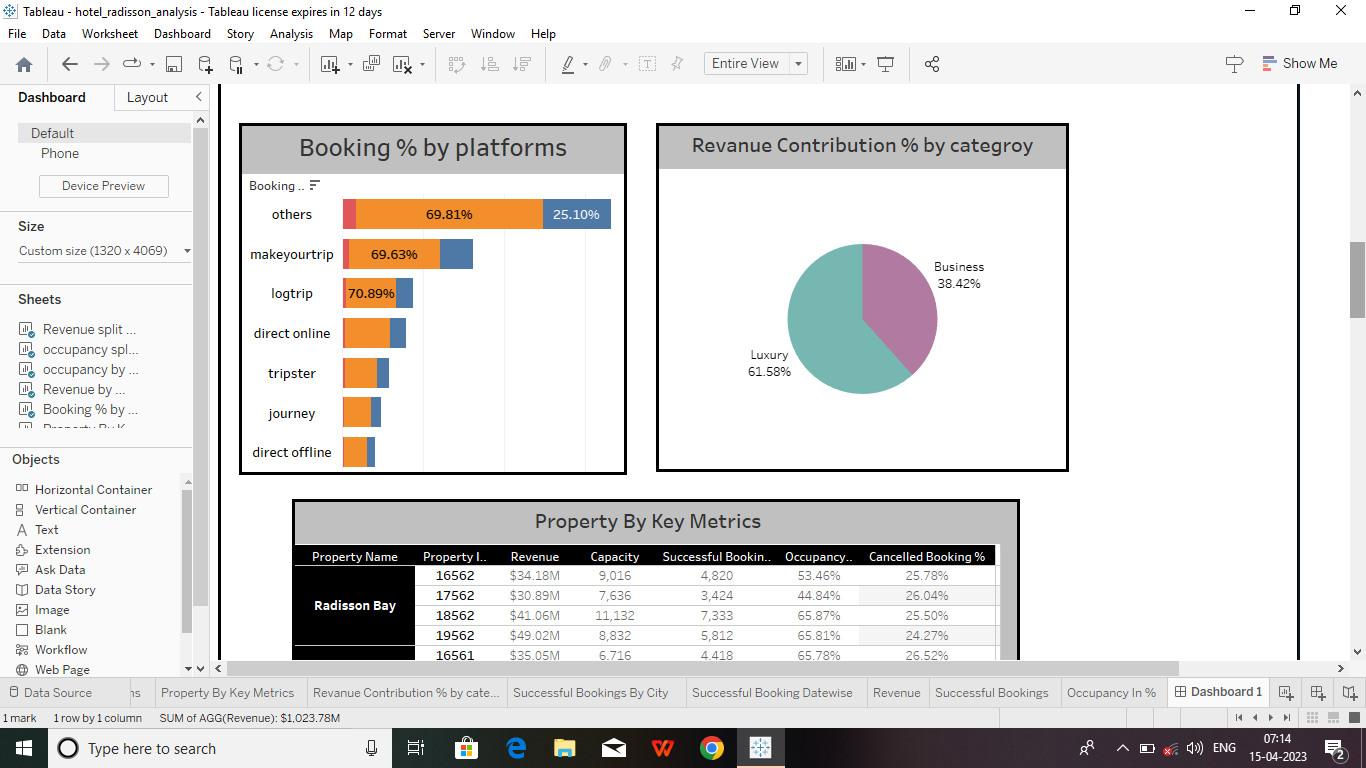 Tableau - hotel_radisson_analysis - Tableau license expires in 12 days
File Data Worksheet Dashboard Story Analysis Map Format Server Window Help
Entire View
Show Me
Dashboard Layout
Default
Phone
Device Preview
Size
Custom size (1320 x 4069)
Sheets
Revenue split ...
occupancy spl...
occupancy by ...
Revenue by ...
Booking % by ...
Objects
Horizontal Container
Vertical Container
Text
Extension
Ask Data
Data Story
Image
Blank
Workflow
Web Page
Booking % by platforms
Booking ..
others 69.81% 25.10%
makeyourtrip 69.63%
logtrip 70.89%
direct online
tripster
journey
direct offline
Revanue Contribution % by categroy
Business
38.42%
Luxury
61.58%
Property By Key Metrics
Property Name Property I.. Revenue Capacity Successful Bookin.. Occupancy.. Cancelled Booking %
Radisson Bay
16562 $34.18M 9,016 4,820 53.46% 25.78%
17562 $30.89M 7,636 3,424 44.84% 26.04%
18562 $41.06M 11,132 7,333 65.87% 25.50%
19562 $49.02M 8,832 5,812 65.81% 24.27%
16561 $35.05M 6,716 4,418 65.78% 26.52%
Data Source ns Property By Key Metrics Revanue Contribution % by cate... Successful Bookings By City Successful Booking Datewise Revenue Successful Bookings Occupancy In % Dashboard 1
1 mark 1 row by 1 column SUM of AGG(Revenue): $1,023.78M
Type here to search
ENG
07:14
15-04-2023
2